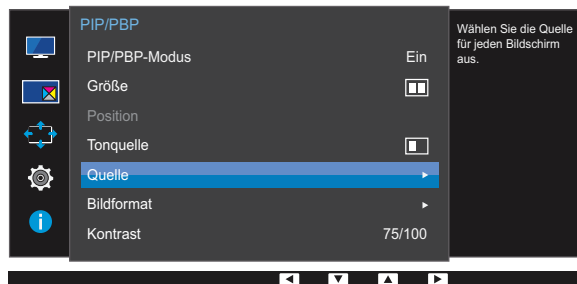 PIP/PBP
PIP/PBP-Modus Ein
Größe
Position
Tonquelle
Quelle
Bildformat
Kontrast 75/100
Wählen Sie die Quelle
für jeden Bildschirm
aus.